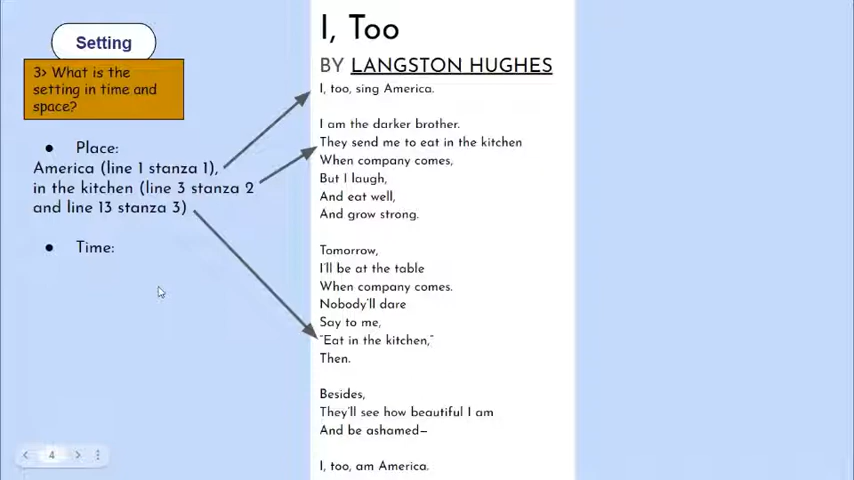 Setting
3> What is the
setting in time and
space?
● Place:
America (line 1 stanza 1),
in the kitchen (line 3 stanza 2
and line 13 stanza 3)
● Time:
4
I, Too
BY LANGSTON HUGHES
I, too, sing America.
I am the darker brother.
They send me to eat in the kitchen
When company comes,
But I laugh,
And eat well,
And grow strong.
Tomorrow,
I'll be at the table
When company comes.
Nobody'll dare
Say to me,
"Eat in the kitchen,"
Then.
Besides,
They'll see how beautiful I am
And be ashamed—
I, too, am America.